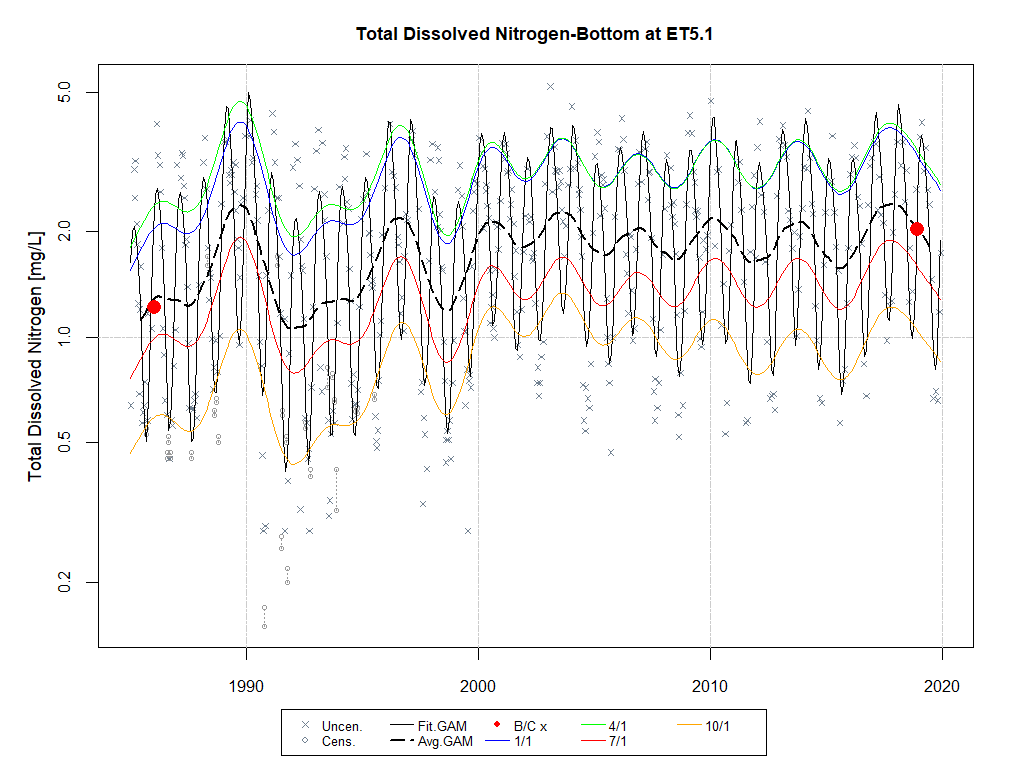 Total Dissolved Nitrogen-Bottom at ET5.1
Total Dissolved Nitrogen [mg/L]
5.0
2.0
1.0
0.5
0.2
1990 2000 2010 2020
Uncen. Fit.GAM B/C x 4/1 10/1
Cens. Avg.GAM 1/1 7/1